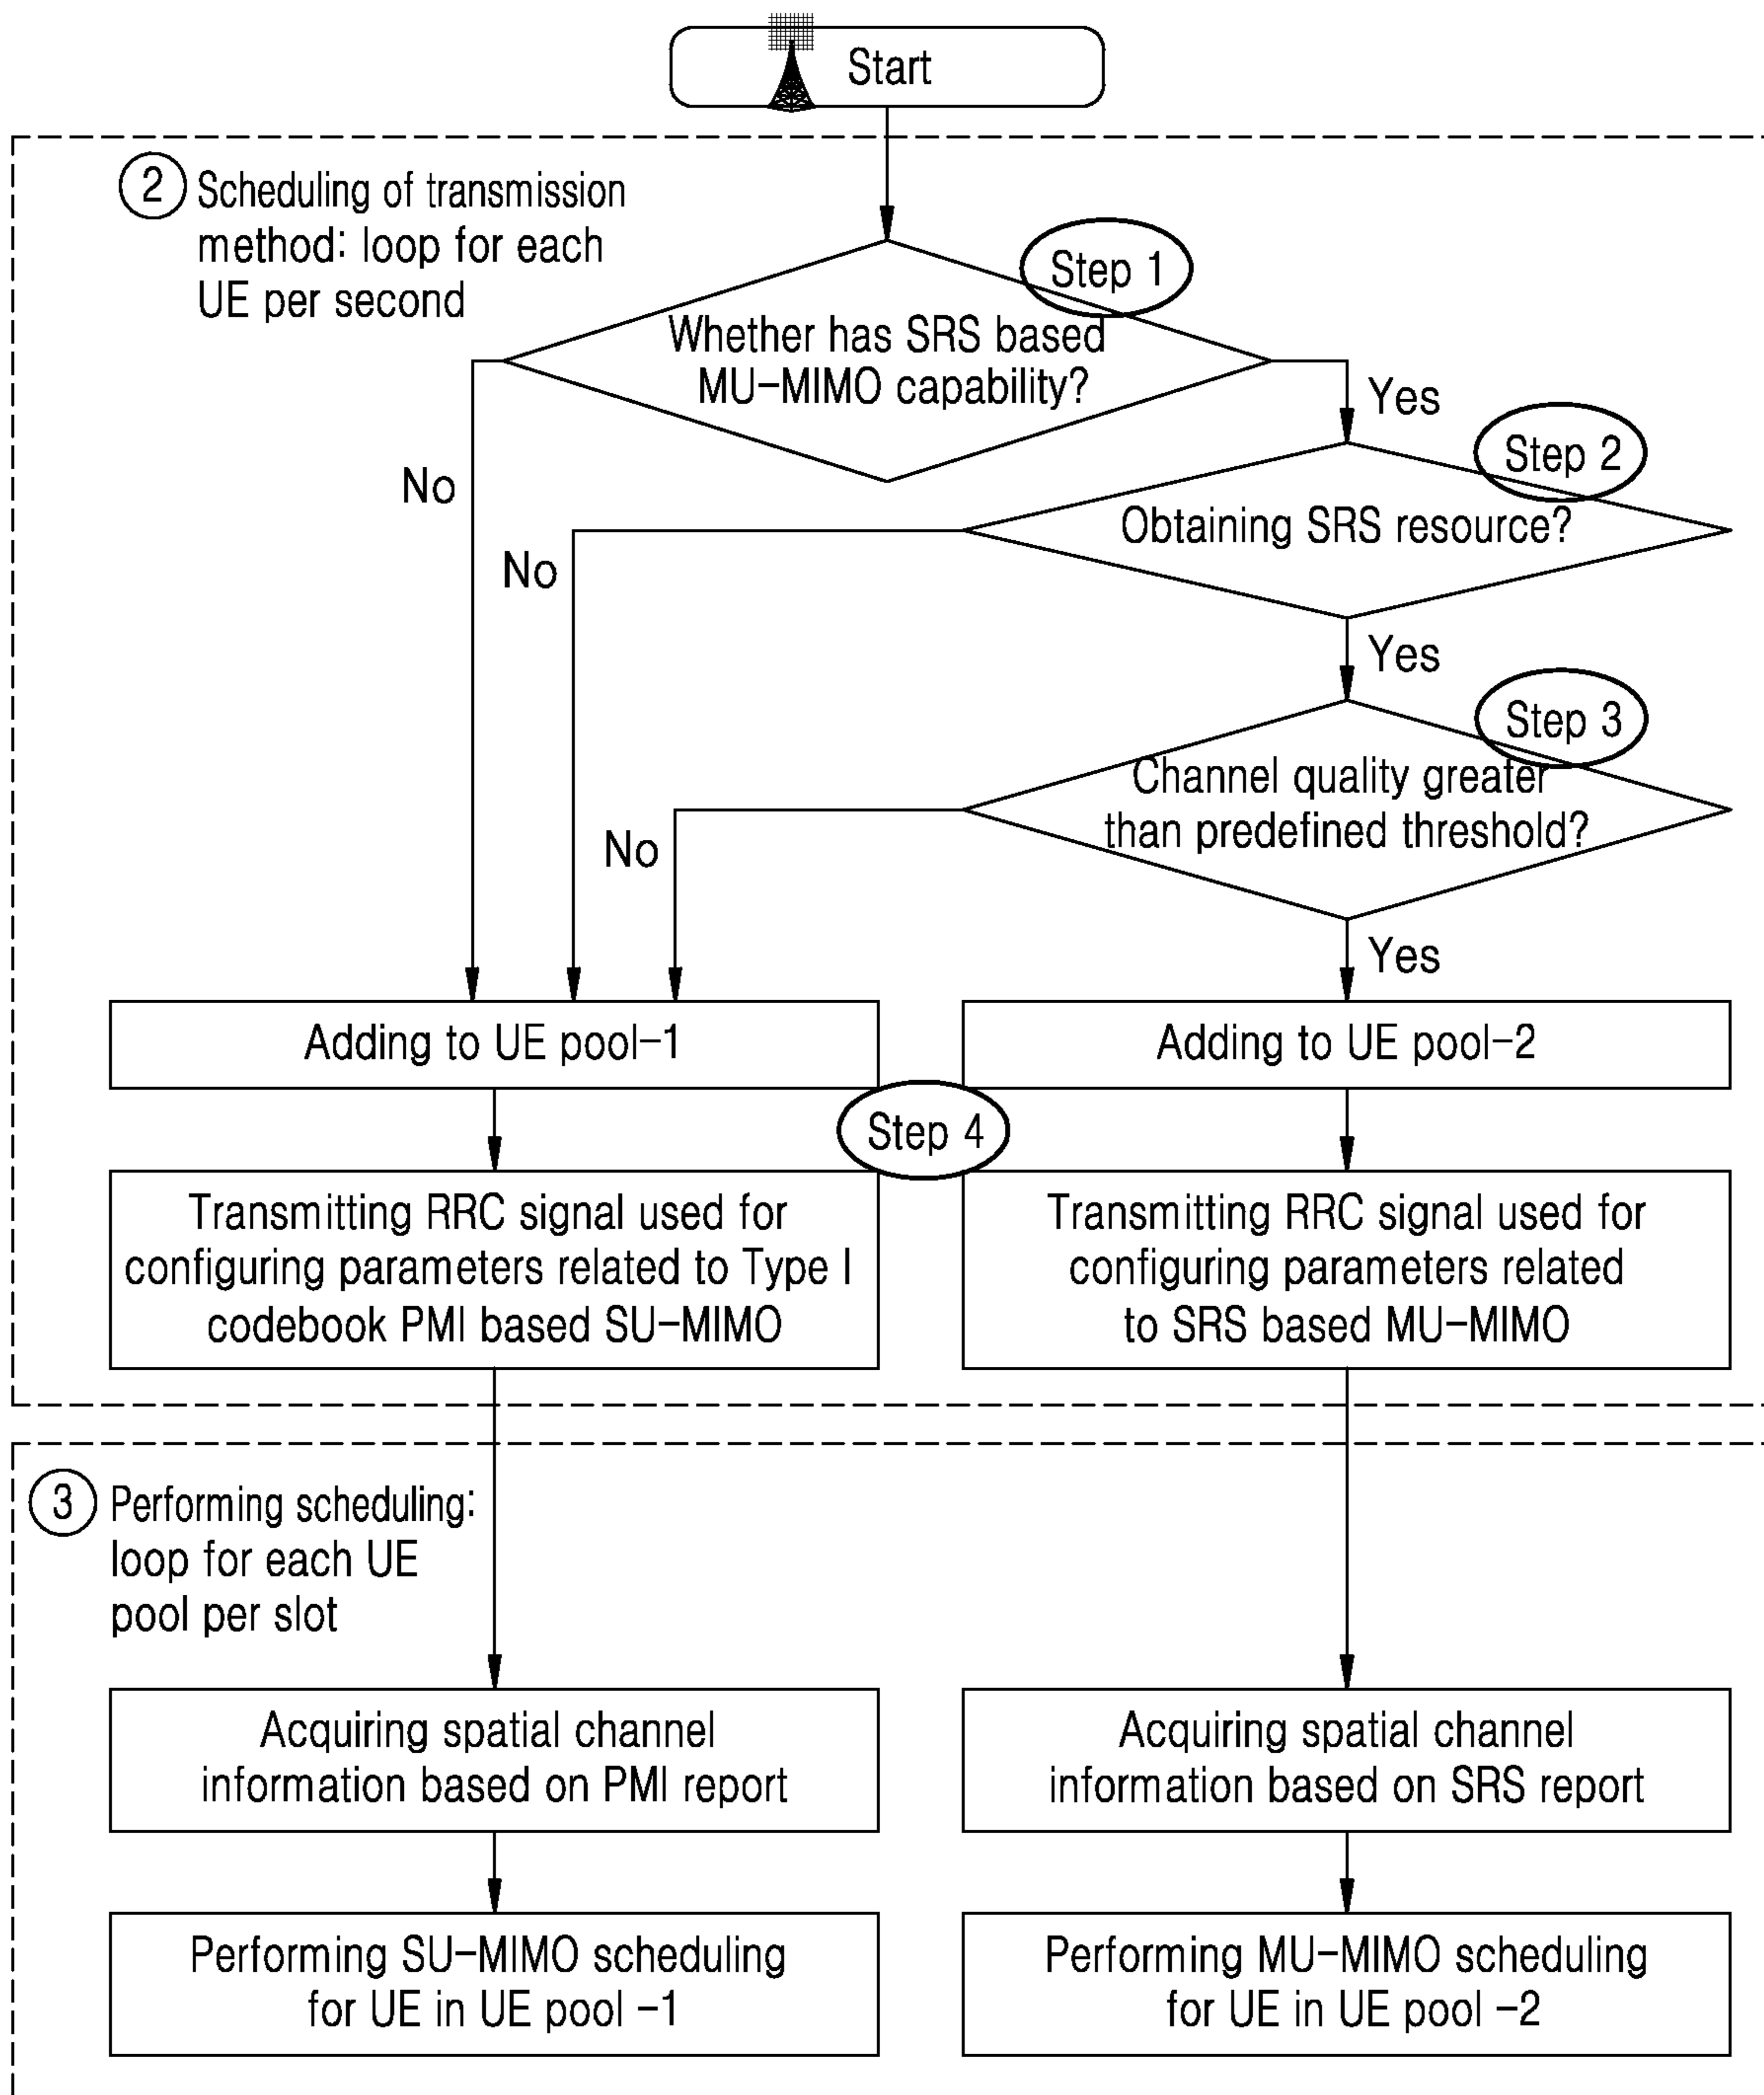 Start
2 Scheduling of transmission
method: loop for each
UE per second
Step 1
Whether has SRS based
MU-MIMO capability?
Yes
No
Step 2
Obtaining SRS resource?
No
Yes
Step 3
Channel quality greater
than predefined threshold?
No
Yes
Adding to UE pool-1
Adding to UE pool-2
Step 4
Transmitting RRC signal used for
configuring parameters related to Type I
codebook PMI based SU-MIMO
Transmitting RRC signal used for
configuring parameters related
to SRS based MU-MIMO
3 Performing scheduling:
loop for each UE
pool per slot
Acquiring spatial channel
information based on PMI report
Acquiring spatial channel
information based on SRS report
Performing SU-MIMO scheduling
for UE in UE pool -1
Performing MU-MIMO scheduling
for UE in UE pool -2